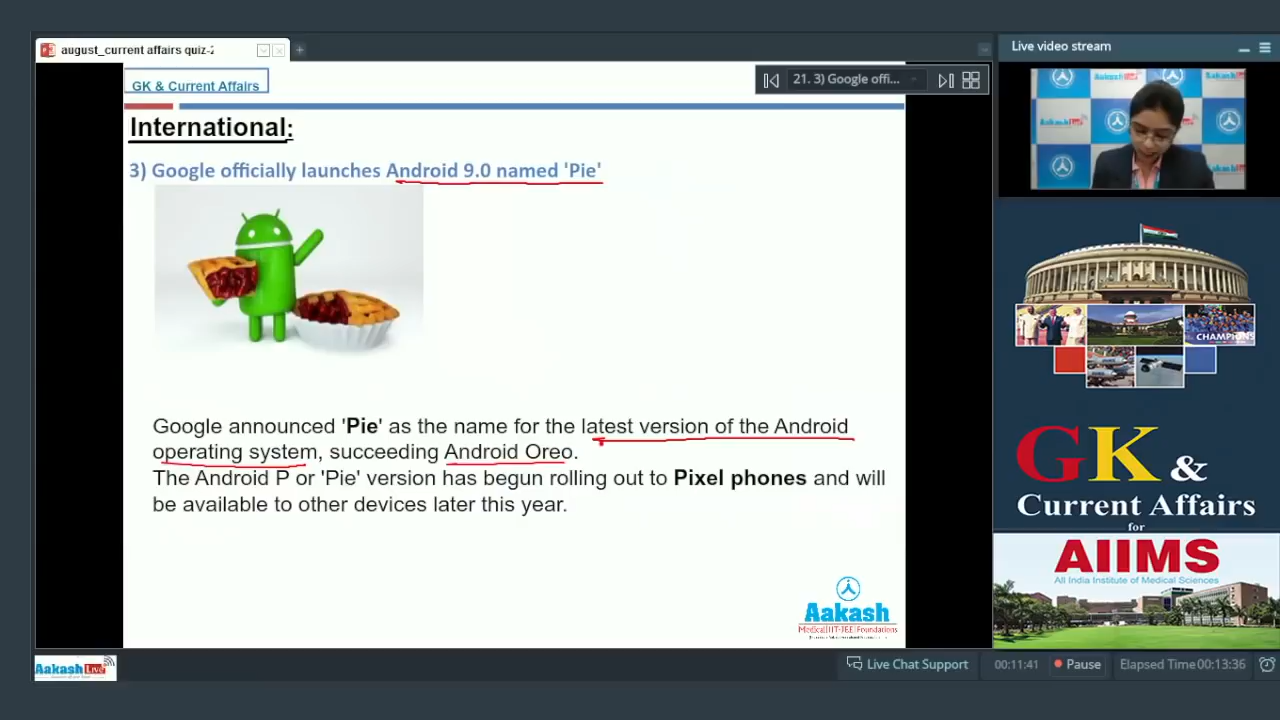 august_current affairs quiz-2
Live video stream
GK & Current Affairs
21. 3) Google offi...
International:
3) Google officially launches Android 9.0 named 'Pie'
Google announced 'Pie' as the name for the latest version of the Android
operating system, succeeding Android Oreo.
The Android P or 'Pie' version has begun rolling out to Pixel phones and will
be available to other devices later this year.
Aakash
Medical|IIT-JEE|Foundations
AakashLive
CHAMPIONS
GK &
Current Affairs
for
AIIMS
All India Institute of Medical Sciences
Aakash Live
Live Chat Support
00:11:41
Pause
Elapsed Time 00:13:36